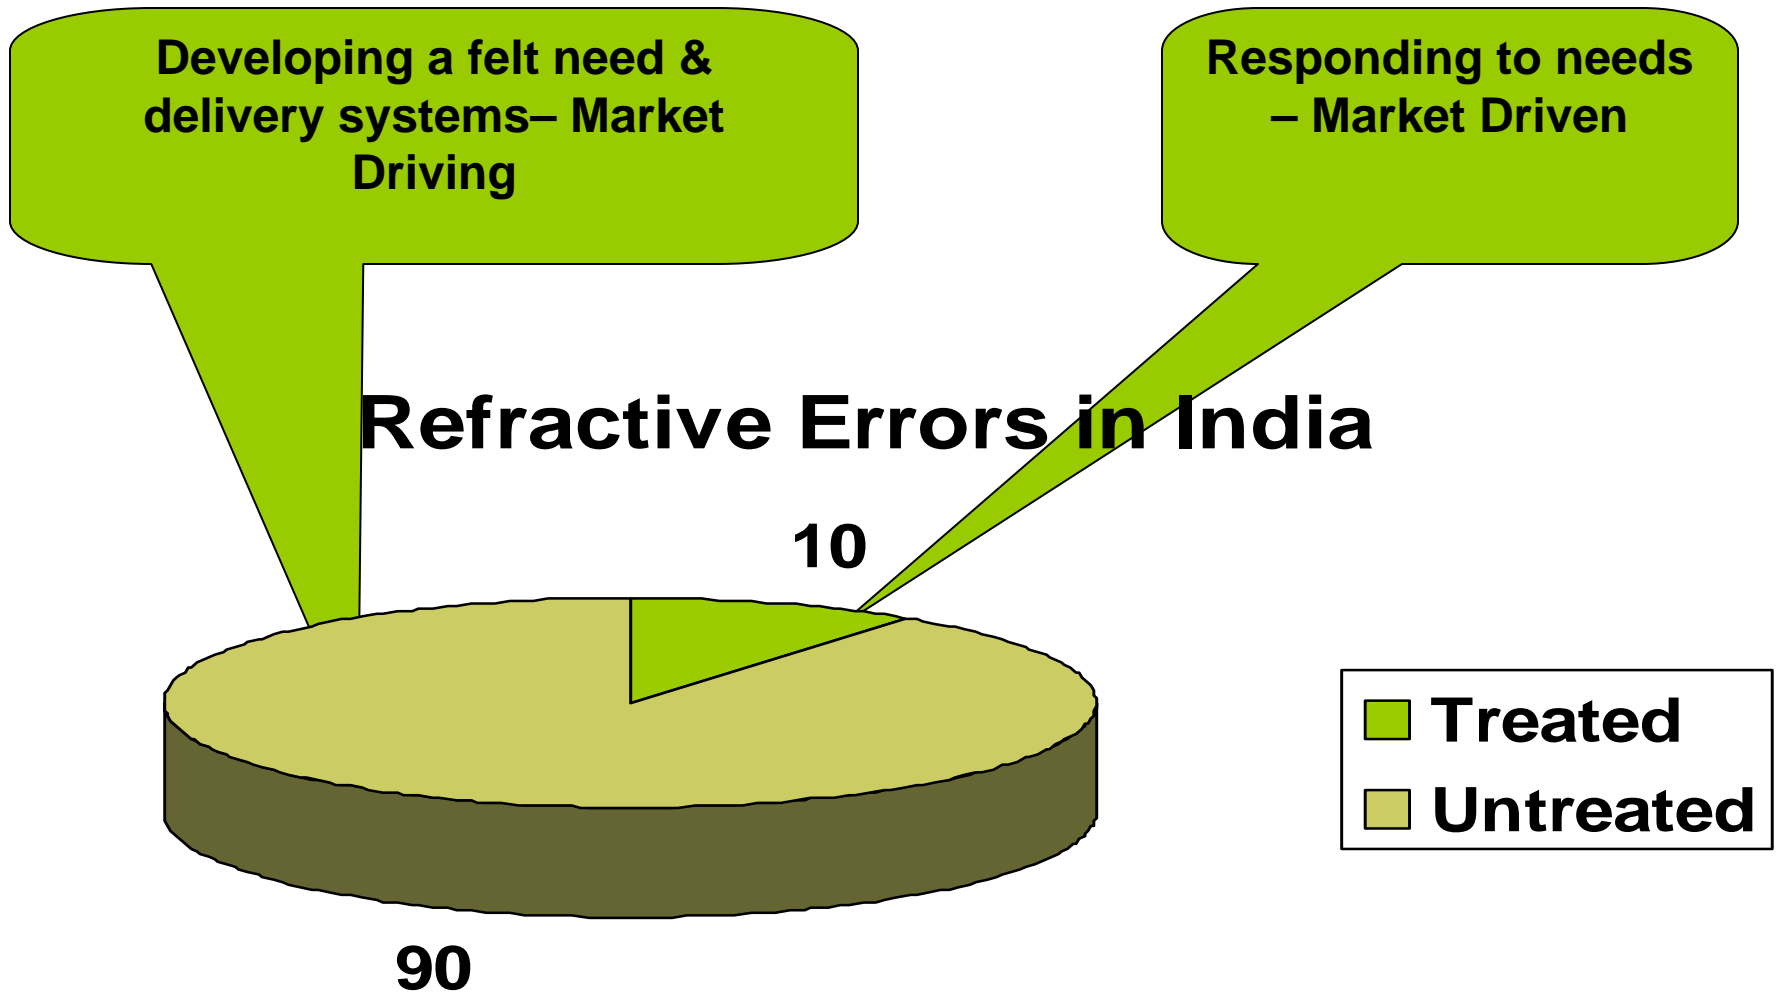 Developing a felt need &
delivery systems– Market
Driving
Responding to needs
– Market Driven
Refractive Errors in India
10
Treated
Untreated
90